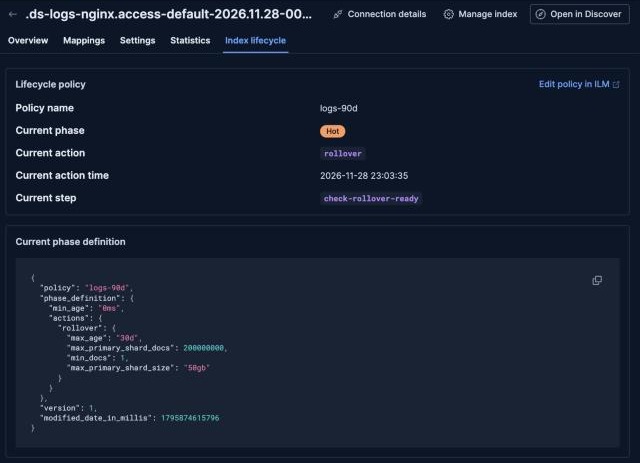 .ds-logs-nginx.access-default-2026.11.28-00...
Connection details
Manage index
Open in Discover
Overview Mappings Settings Statistics Index lifecycle
Lifecycle policy
Edit policy in ILM
Policy name logs-90d
Current phase Hot
Current action rollover
Current action time 2026-11-28 23:03:35
Current step check-rollover-ready
Current phase definition
{
  "policy": "logs-90d",
  "phase_definition": {
    "min_age": "0ms",
    "actions": {
      "rollover": {
        "max_age": "30d",
        "max_primary_shard_docs": 200000000,
        "min_docs": 1,
        "max_primary_shard_size": "50gb"
      }
    }
  },
  "version": 1,
  "modified_date_in_millis": 1795874615796
}